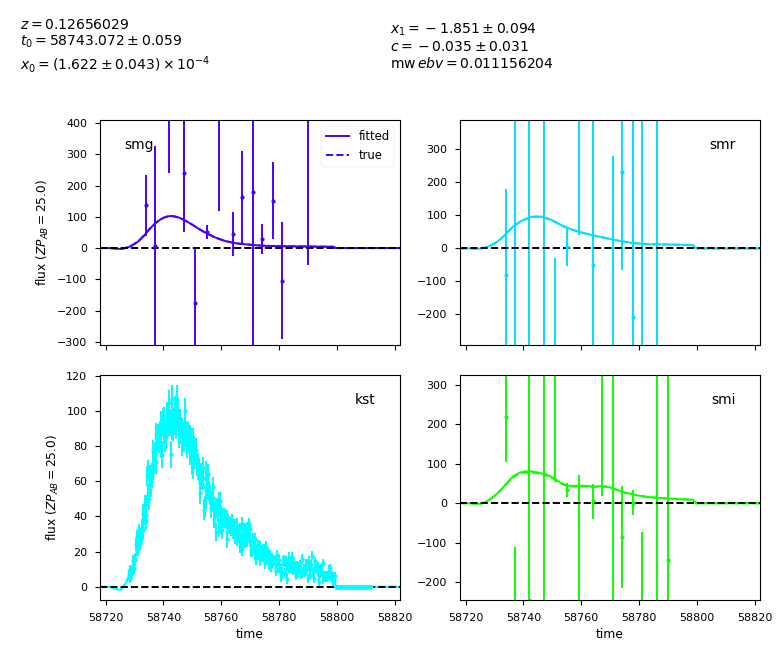 z = 0.12656029
t₀ = 58743.072 ± 0.059
x₀ = (1.622 ± 0.043) × 10⁻⁴
x₁ = −1.851 ± 0.094
c = −0.035 ± 0.031
mw ebv = 0.011156204
400
300
200
100
0
−100
−200
−300
flux (ZP_AB = 25.0)
smg
fitted
true
300
200
100
0
−100
−200
smr
120
100
80
60
40
20
0
flux (ZP_AB = 25.0)
kst
58720 58740 58760 58780 58800 58820
time
300
200
100
0
−100
−200
smi
58720 58740 58760 58780 58800 58820
time